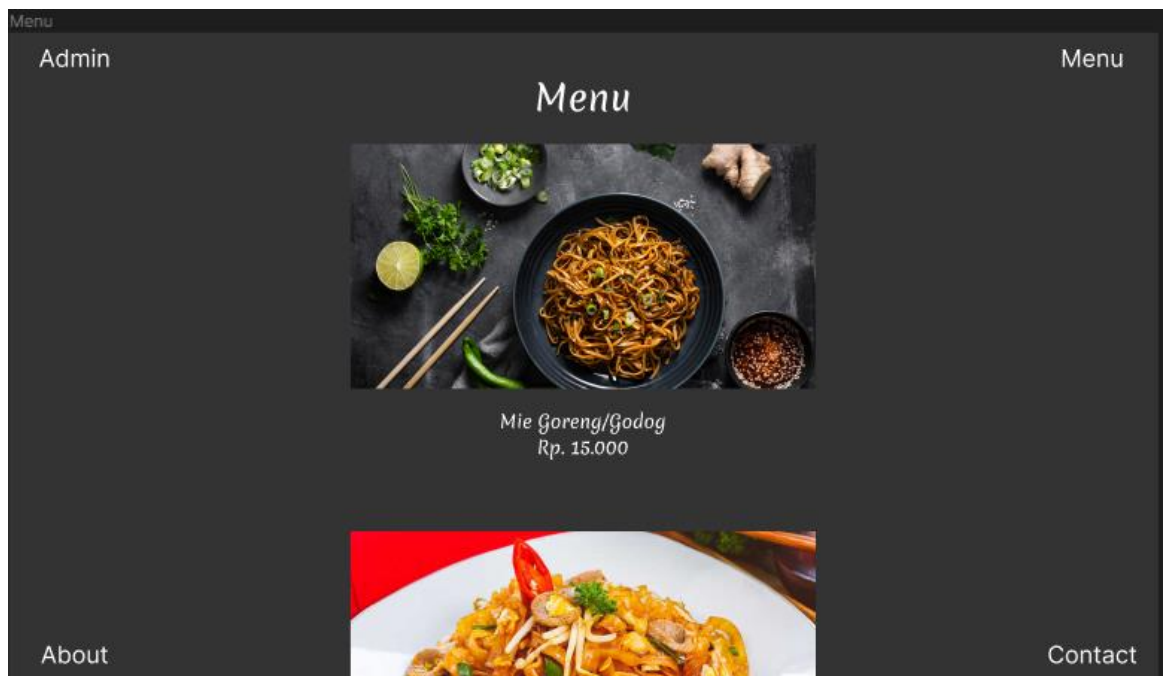 Menu
Admin
Menu
Menu
Mie Goreng/Godog
Rp. 15.000
About
Contact